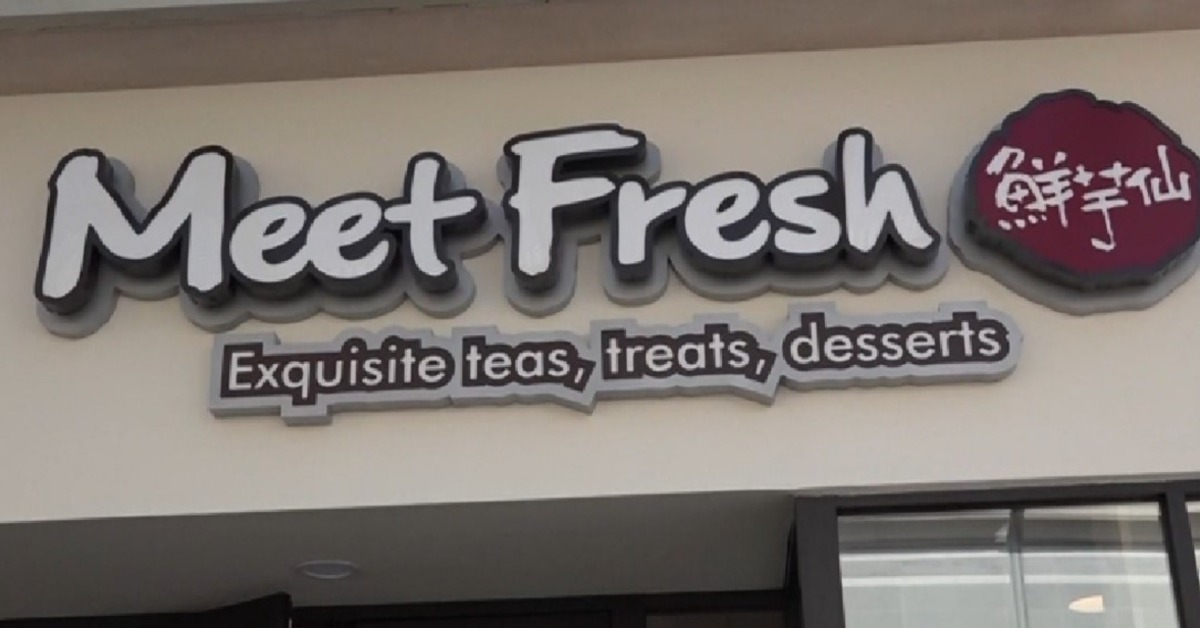 Meet Fresh
鮮芋仙
Exquisite teas, treats, desserts